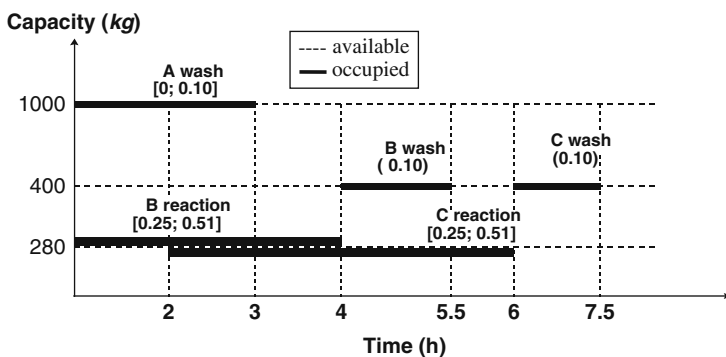 Capacity (kg)
---- available
occupied
A wash
[0; 0.10]
1000
B wash
( 0.10)
C wash
(0.10)
400
B reaction
[0.25; 0.51]
C reaction
[0.25; 0.51]
280
2 3 4 5.5 6 7.5
Time (h)